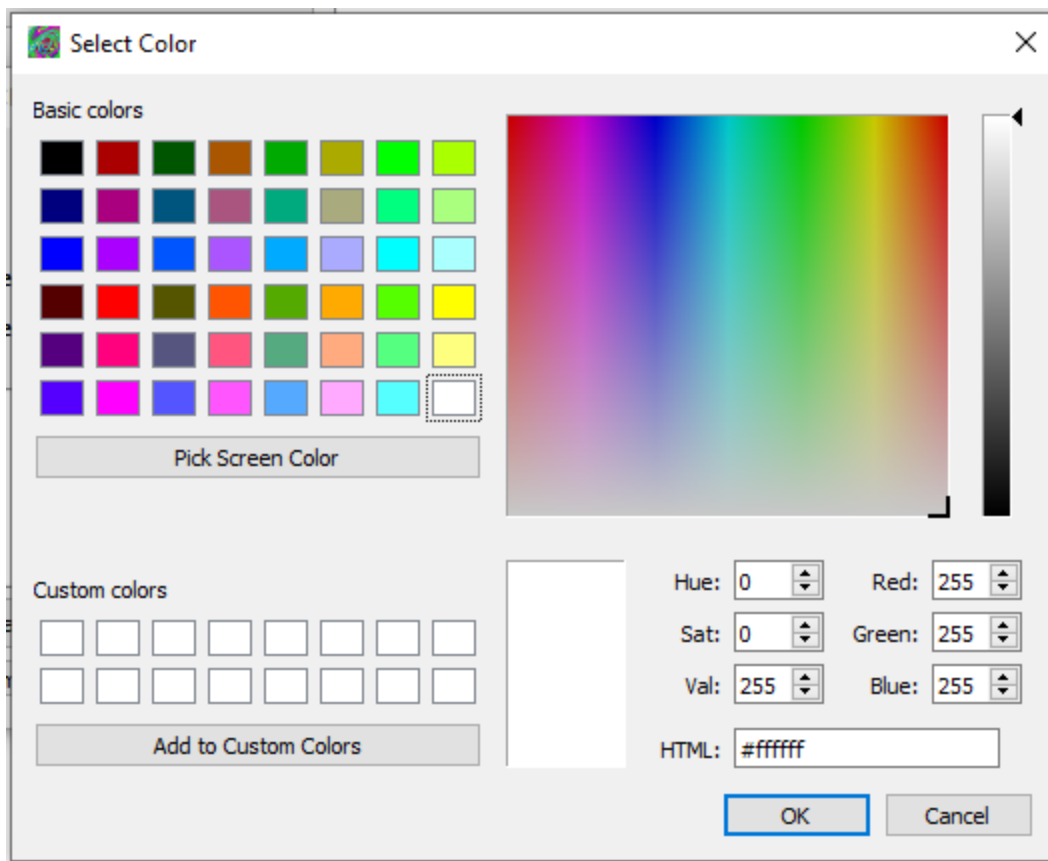 Select Color
Basic colors
Pick Screen Color
Custom colors
Add to Custom Colors
Hue: 0
Red: 255
Sat: 0
Green: 255
Val: 255
Blue: 255
HTML: #ffffff
OK
Cancel